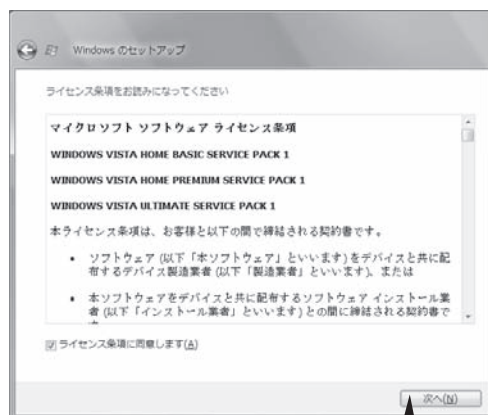 Windows のセットアップ
ライセンス条項をお読みになってください
マイクロソフト ソフトウェア ライセンス条項
WINDOWS VISTA HOME BASIC SERVICE PACK 1
WINDOWS VISTA HOME PREMIUM SERVICE PACK 1
WINDOWS VISTA ULTIMATE SERVICE PACK 1
本ライセンス条項は、お客様と以下の間で締結される契約書です。
• ソフトウェア (以下「本ソフトウェア」といいます) をデバイスと共に配
布するデバイス製造業者 (以下「製造業者」といいます)、または
• 本ソフトウェアをデバイスと共に配布するソフトウェア インストール業
者 (以下「インストール業者」といいます) との間に締結される契約書で
ライセンス条項に同意します(A)
次へ(N)